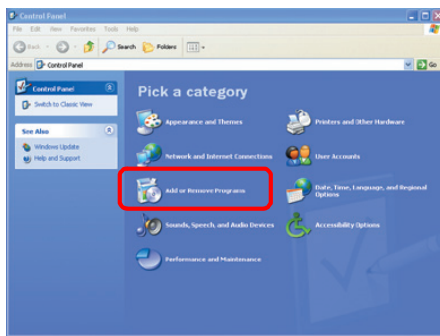 Control Panel
File Edit View Favorites Tools Help
Back Search Folders
Address Control Panel Go
Control Panel
Switch to Classic View
See Also
Windows Update
Help and Support
Pick a category
Appearance and Themes
Printers and Other Hardware
Network and Internet Connections
User Accounts
Add or Remove Programs
Date, Time, Language, and Regional
Options
Sounds, Speech, and Audio Devices
Accessibility Options
Performance and Maintenance